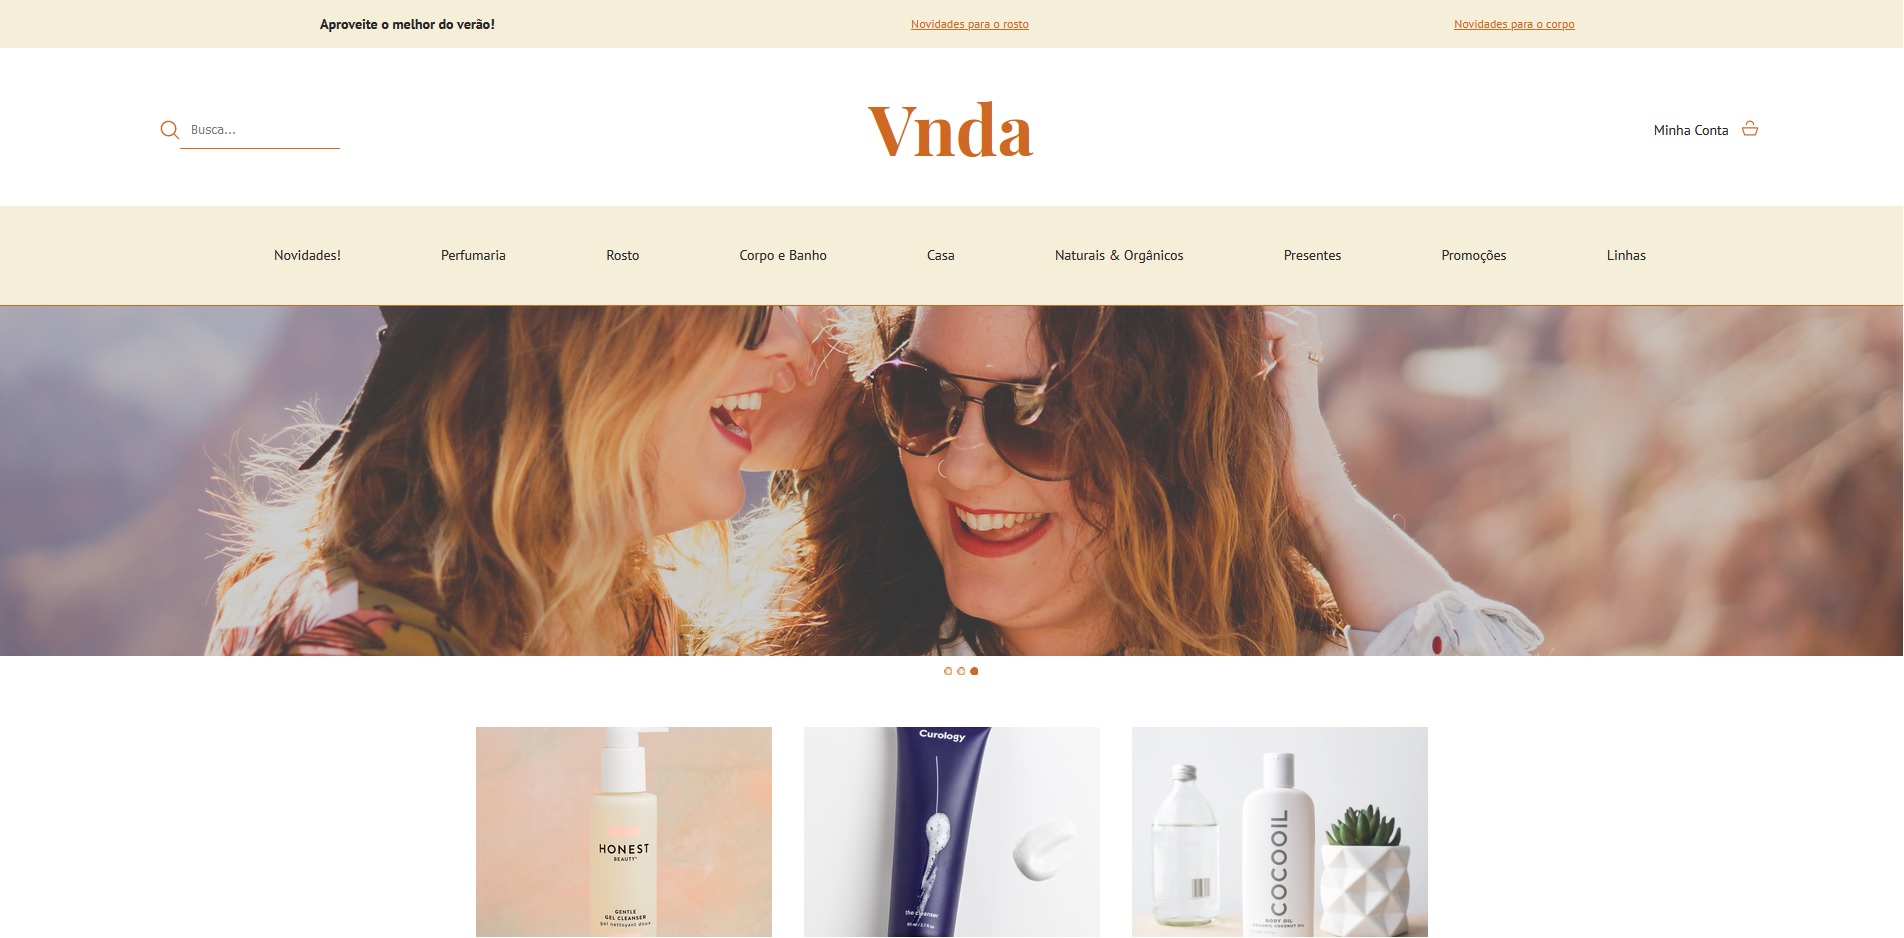 Aproveite o melhor do verão!
Novidades para o rosto
Novidades para o corpo
Busca...
Vnda
Minha Conta
Novidades!
Perfumaria
Rosto
Corpo e Banho
Casa
Naturais & Orgânicos
Presentes
Promoções
Linhas
HONEST
BEAUTY
GENTLE
GEL CLEANSER
gel nettoyant doux
Curology
the cleanser
COCOOIL
BODY OIL
ORGANIC COCONUT OIL